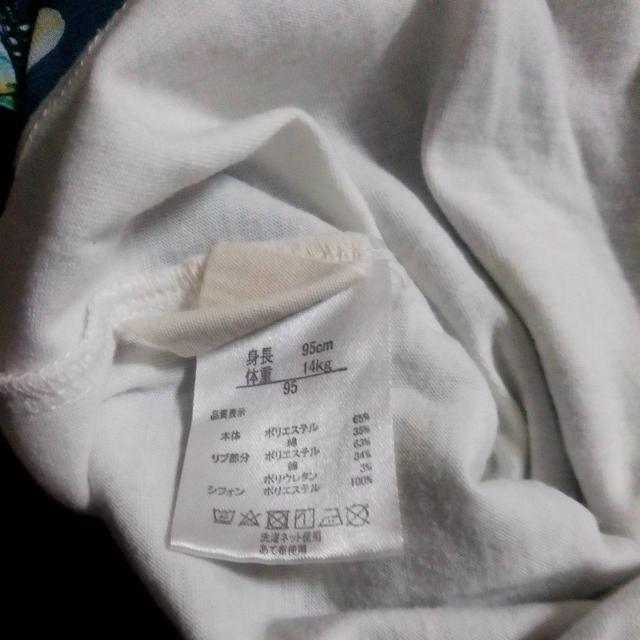 身長 95cm
体重 14kg
95
品質表示
本体 ポリエステル 65%
綿 35%
リブ部分 ポリエステル 63%
綿 34%
ポリウレタン 3%
シフォン ポリエステル 100%
洗濯ネット使用
あて布使用